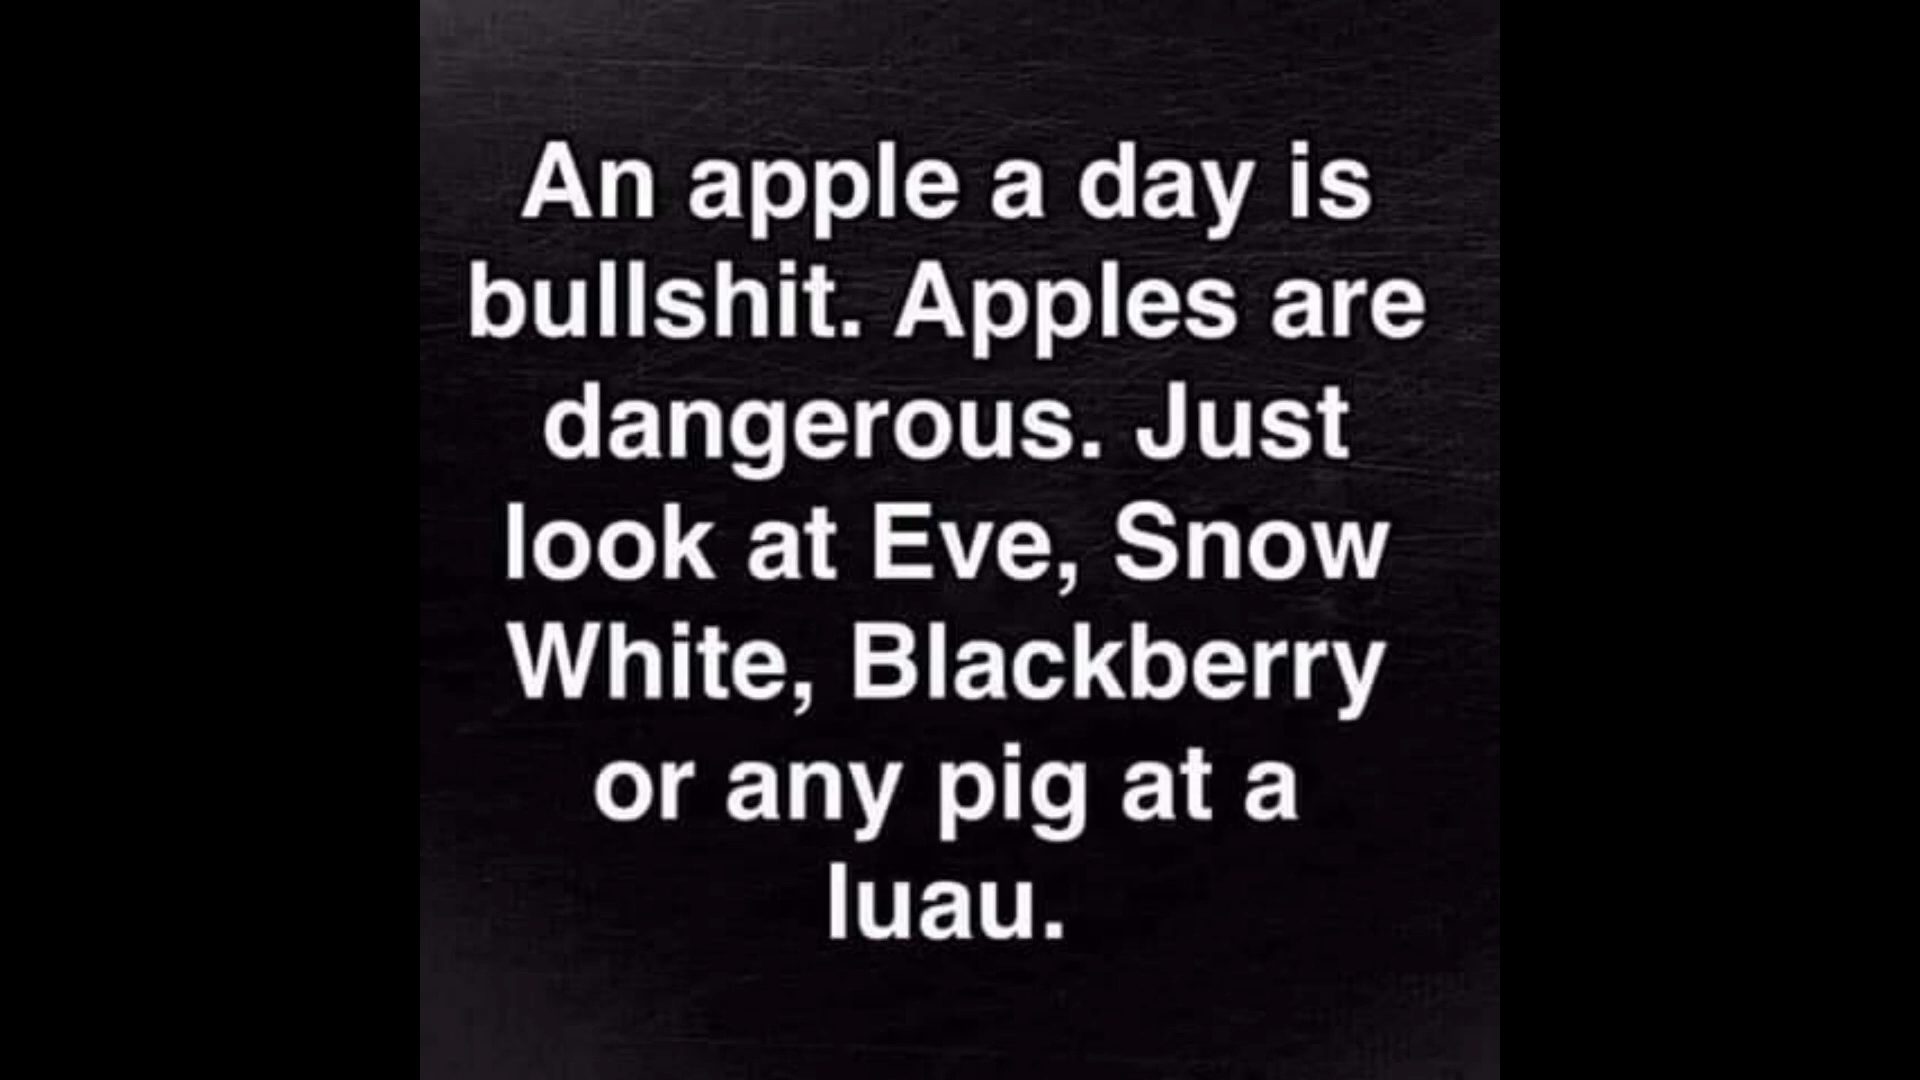 An apple a day is
bullshit. Apples are
dangerous. Just
look at Eve, Snow
White, Blackberry
or any pig at a
luau.